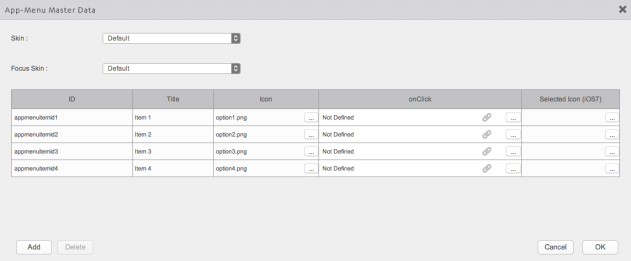 App-Menu Master Data
Skin : Default
Focus Skin : Default
ID Title Icon onClick Selected Icon (iOS7)
appmenuitemid1 Item 1 option1.png ... Not Defined ... ...
appmenuitemid2 Item 2 option2.png ... Not Defined ... ...
appmenuitemid3 Item 3 option3.png ... Not Defined ... ...
appmenuitemid4 Item 4 option4.png ... Not Defined ... ...
Add Delete Cancel OK